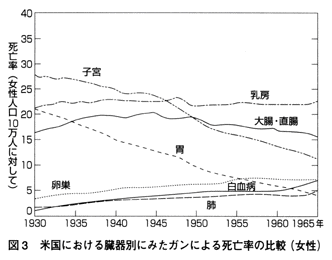 死亡率（女性人口10万人に対して）
40
35
30
25
20
15
10
5
0
子宮
乳房
大腸・直腸
胃
卵巣
白血病
肺
1930 1935 1940 1945 1950 1955 1960 1965年
図3 米国における臓器別にみたガンによる死亡率の比較（女性）